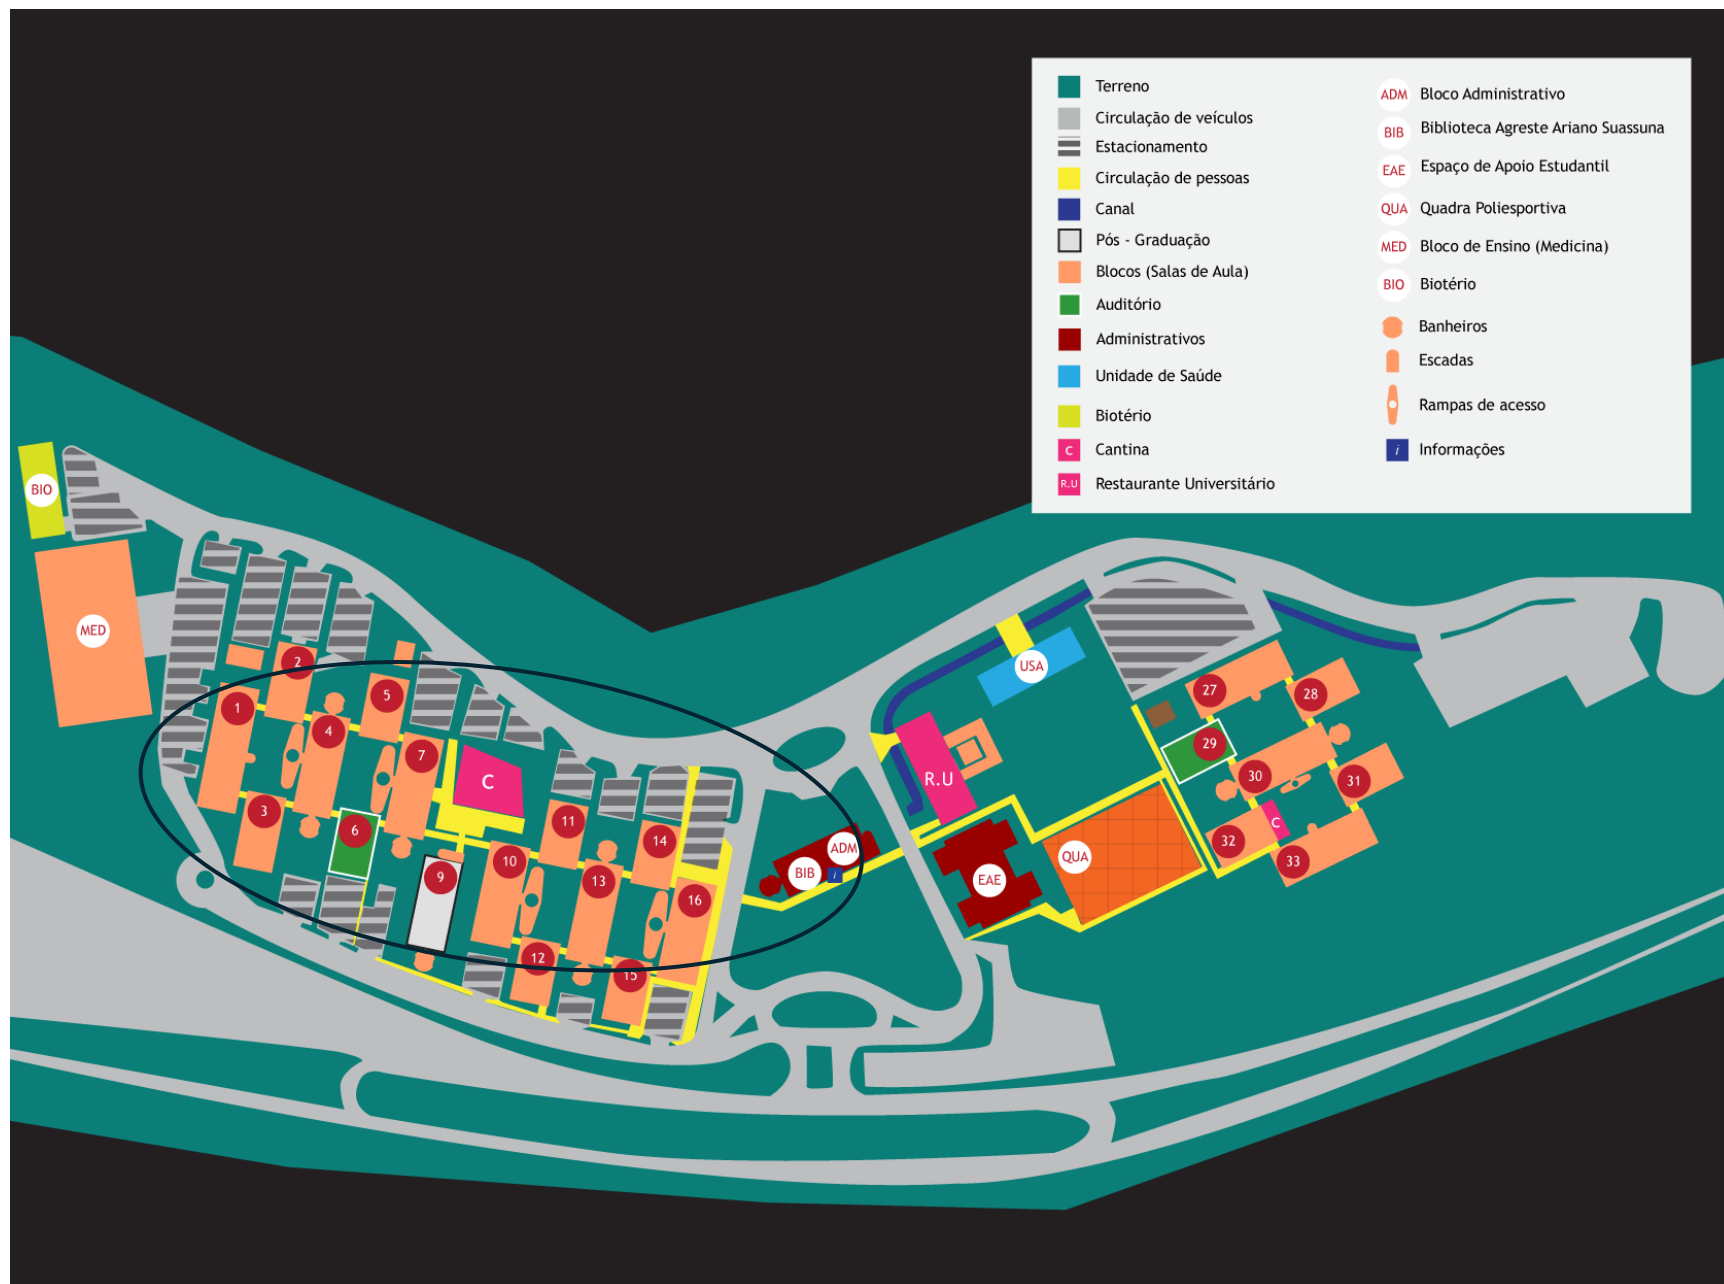 Terreno
Circulação de veículos
Estacionamento
Circulação de pessoas
Canal
Pós - Graduação
Blocos (Salas de Aula)
Auditório
Administrativos
Unidade de Saúde
Biotério
C Cantina
R.U Restaurante Universitário
ADM Bloco Administrativo
BIB Biblioteca Agreste Ariano Suassuna
EAE Espaço de Apoio Estudantil
QUA Quadra Poliesportiva
MED Bloco de Ensino (Medicina)
BIO Biotério
Banheiros
Escadas
Rampas de acesso
i Informações
BIO
MED
2
1
5
4
7
3
6
C
9
11
10
14
13
16
12
15
BIB
ADM
i
USA
R.U
EAE
QUA
27
28
29
30
31
32
C
33